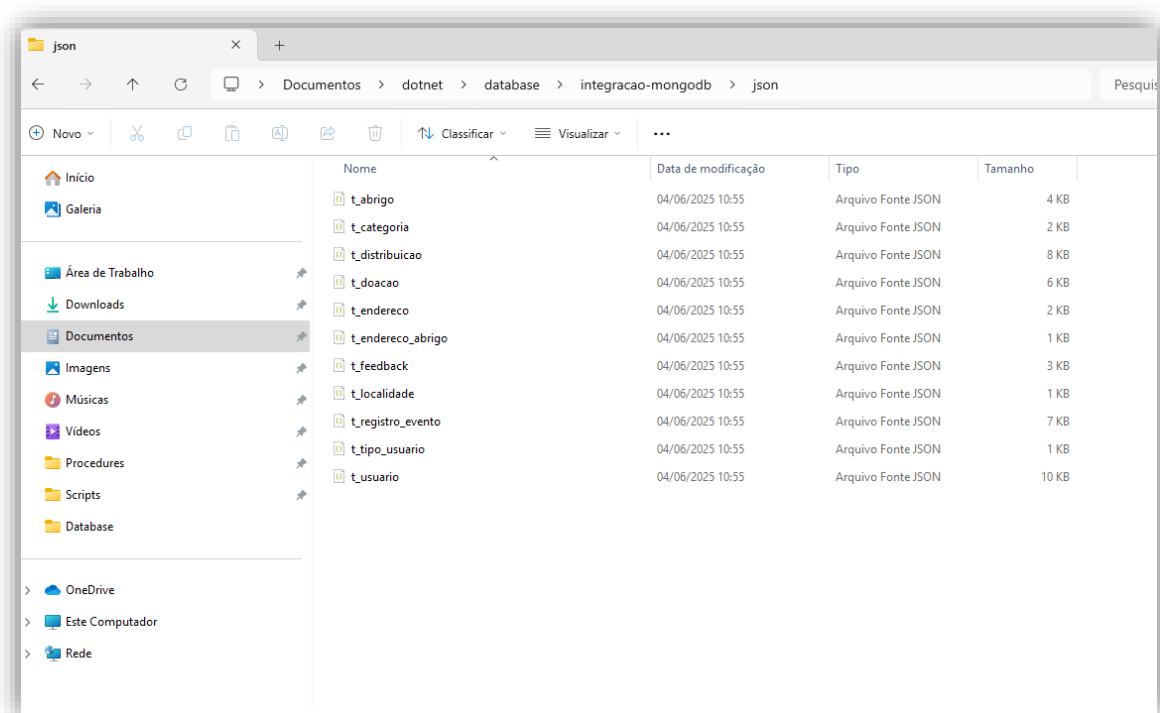 json
Documentos > dotnet > database > integracao-mongodb > json
Pesquis
Novo
Classificar
Visualizar
Nome Data de modificação Tipo Tamanho
Início
Galeria
Área de Trabalho
Downloads
Documentos
Imagens
Músicas
Vídeos
Procedures
Scripts
Database
OneDrive
Este Computador
Rede
t_abrigo 04/06/2025 10:55 Arquivo Fonte JSON 4 KB
t_categoria 04/06/2025 10:55 Arquivo Fonte JSON 2 KB
t_distribuicao 04/06/2025 10:55 Arquivo Fonte JSON 8 KB
t_doacao 04/06/2025 10:55 Arquivo Fonte JSON 6 KB
t_endereco 04/06/2025 10:55 Arquivo Fonte JSON 2 KB
t_endereco_abrigo 04/06/2025 10:55 Arquivo Fonte JSON 1 KB
t_feedback 04/06/2025 10:55 Arquivo Fonte JSON 3 KB
t_localidade 04/06/2025 10:55 Arquivo Fonte JSON 1 KB
t_registro_evento 04/06/2025 10:55 Arquivo Fonte JSON 7 KB
t_tipo_usuario 04/06/2025 10:55 Arquivo Fonte JSON 1 KB
t_usuario 04/06/2025 10:55 Arquivo Fonte JSON 10 KB